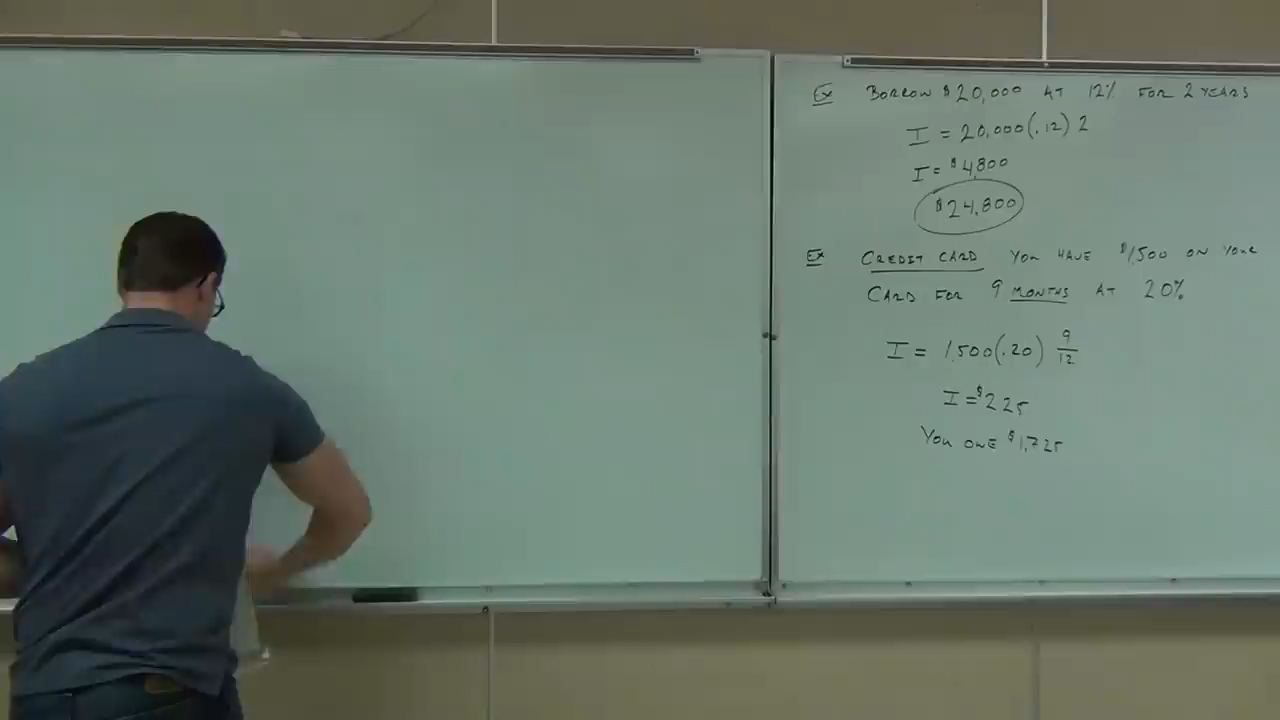 Ex BORROW $20,000 AT 12% FOR 2 YEARS
I = 20,000(.12) 2
I = $4,800
$24,800
Ex CREDIT CARD YOU HAVE $1,500 ON YOUR
CARD FOR 9 MONTHS AT 20%
I = 1,500(.20) 9/12
I = $225
YOU OWE $1,725